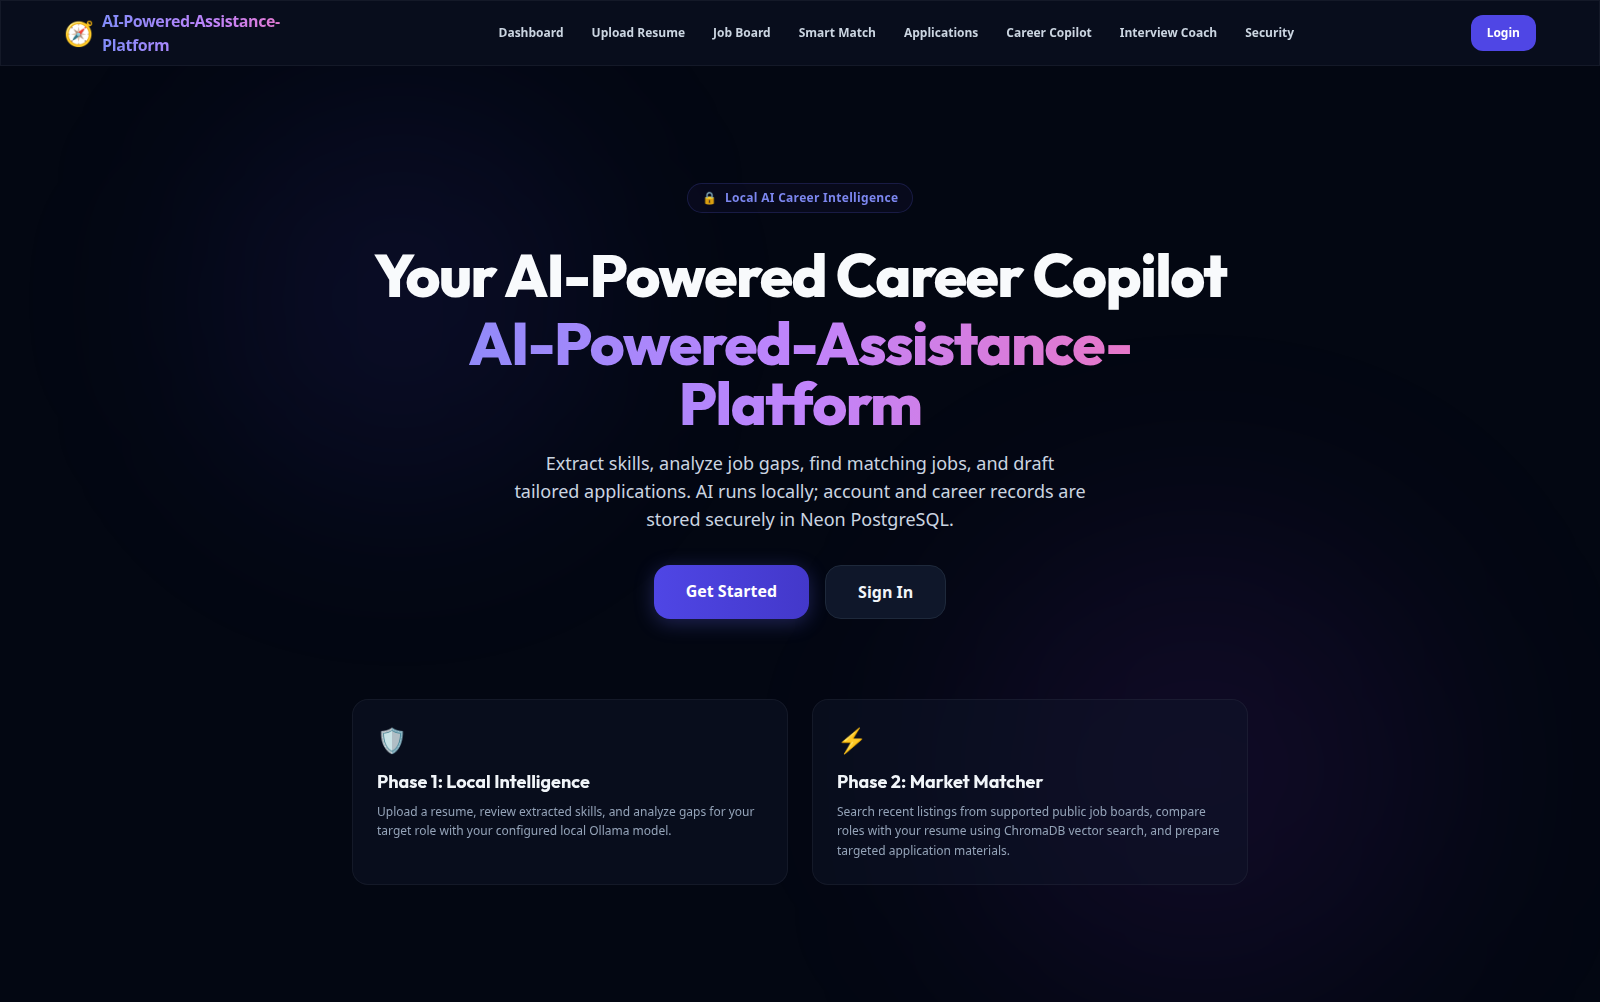 AI-Powered-Assistance-
Platform
Dashboard Upload Resume Job Board Smart Match Applications Career Copilot Interview Coach Security
Login
Local AI Career Intelligence
Your AI-Powered Career Copilot
AI-Powered-Assistance-
Platform
Extract skills, analyze job gaps, find matching jobs, and draft
tailored applications. AI runs locally; account and career records are
stored securely in Neon PostgreSQL.
Get Started
Sign In
Phase 1: Local Intelligence
Upload a resume, review extracted skills, and analyze gaps for your
target role with your configured local Ollama model.
Phase 2: Market Matcher
Search recent listings from supported public job boards, compare
roles with your resume using ChromaDB vector search, and prepare
targeted application materials.